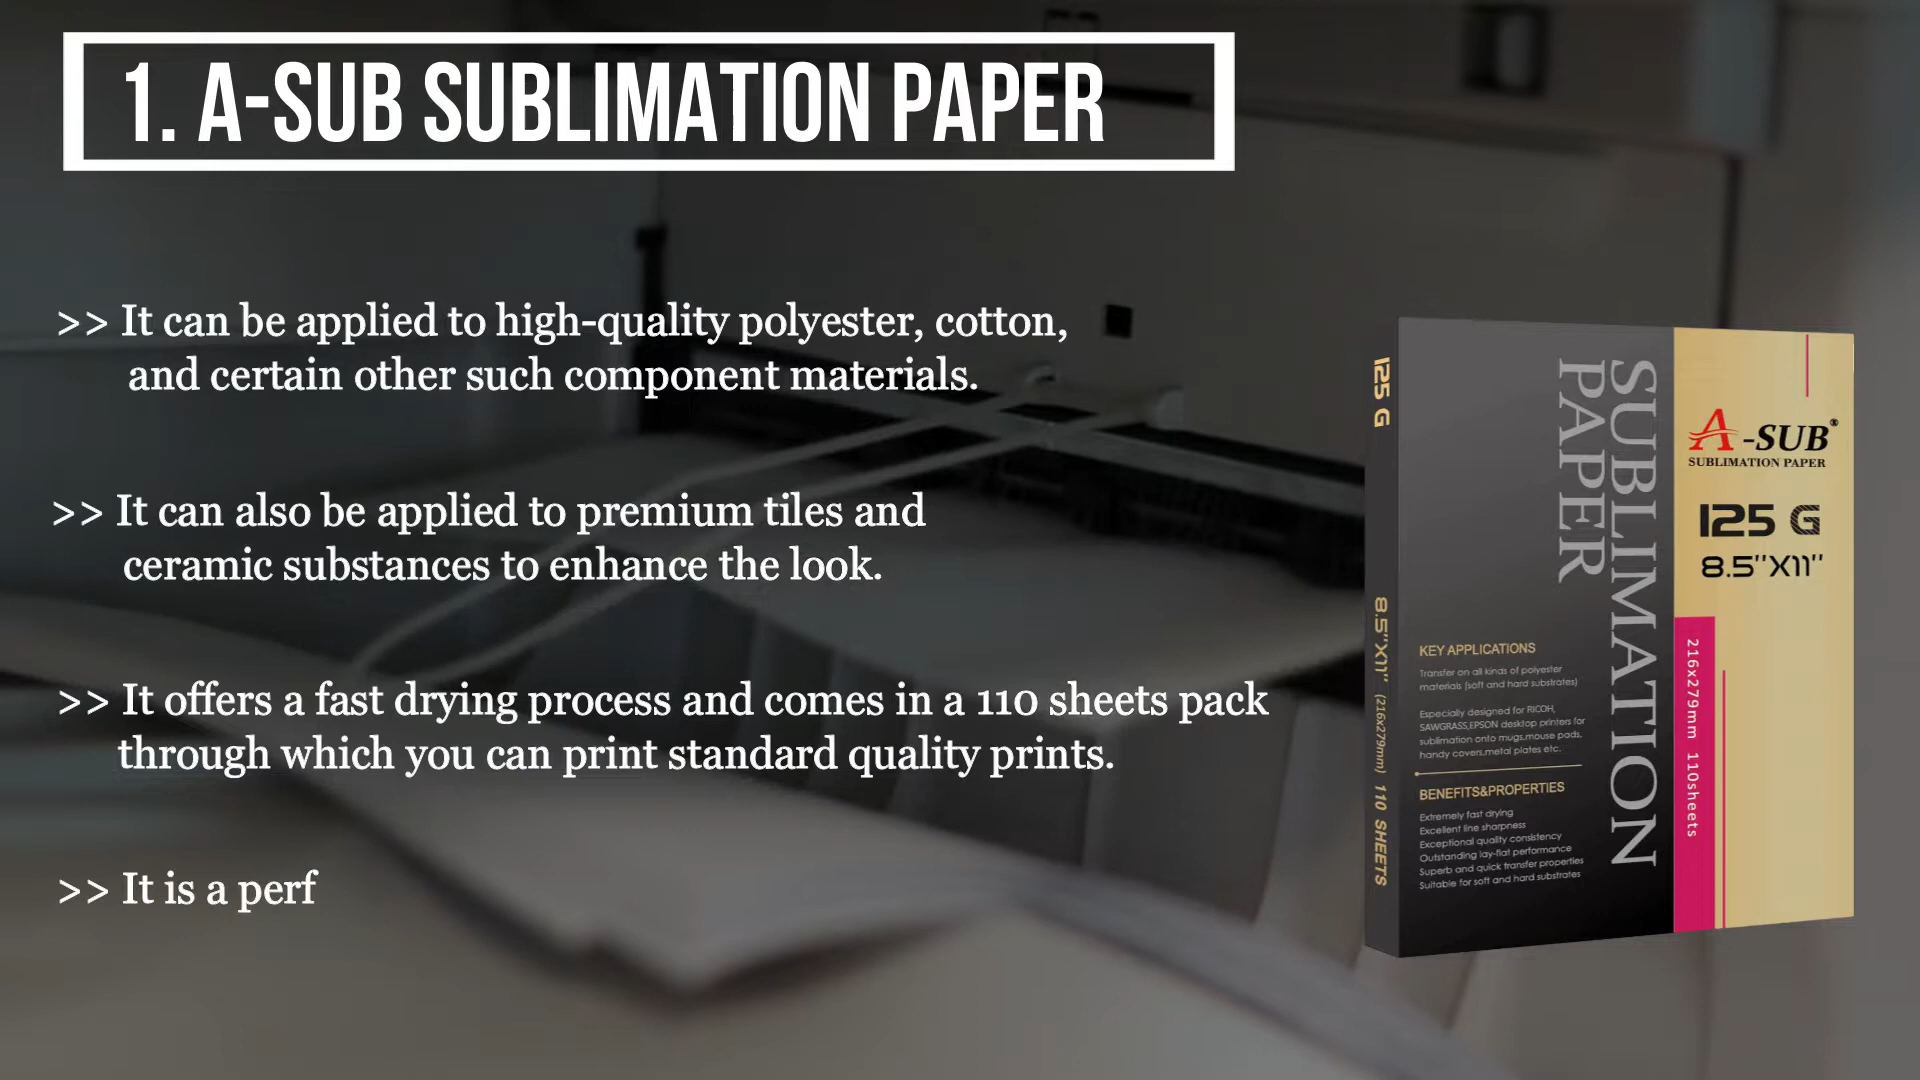 1. A-SUB SUBLIMATION PAPER
>> It can be applied to high-quality polyester, cotton,
and certain other such component materials.
>> It can also be applied to premium tiles and
ceramic substances to enhance the look.
>> It offers a fast drying process and comes in a 110 sheets pack
through which you can print standard quality prints.
>> It is a perf
125 G
8.5"X11" (216x279mm) 110 SHEETS
SUBLIMATION
PAPER
KEY APPLICATIONS
Transfer on all kinds of polyester
materials (soft and hard substrates)
Especially designed for RICOH,
SAWGRASS,EPSON desktop printers for
sublimation onto mugs,mouse pads,
handy covers,metal plates etc.
BENEFITS&PROPERTIES
Extremely fast drying
Excellent line sharpness
Exceptional quality consistency
Outstanding lay-flat performance
Superb and quick transfer properties
Suitable for soft and hard substrates
A-SUB®
SUBLIMATION PAPER
125 G
8.5"X11"
216x279mm 110sheets